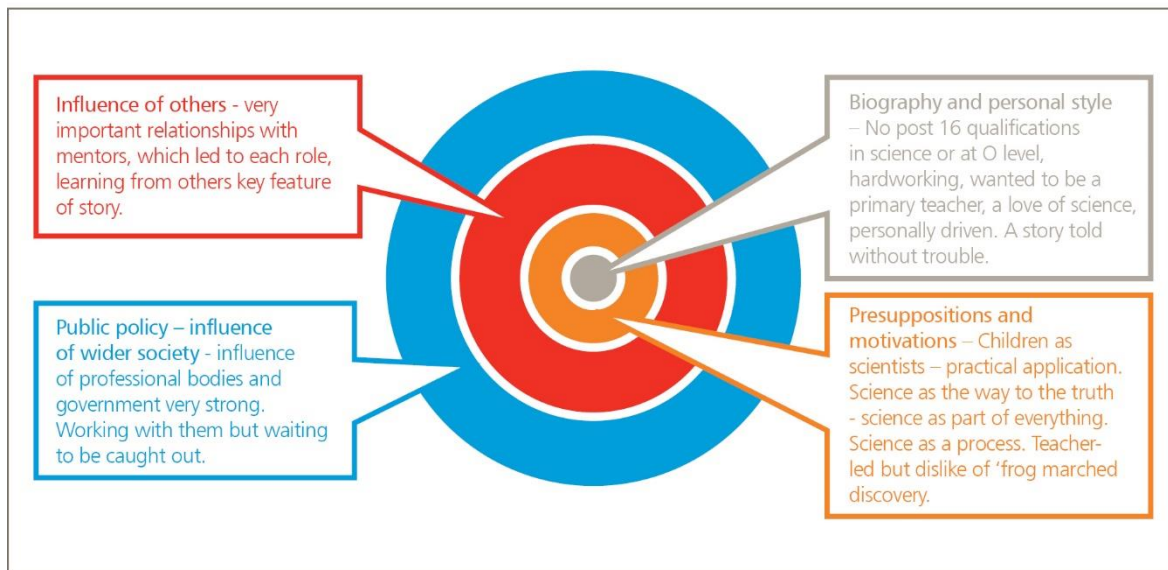 Influence of others - very
important relationships with
mentors, which led to each role,
learning from others key feature
of story.
Public policy – influence
of wider society - influence
of professional bodies and
government very strong.
Working with them but waiting
to be caught out.
Biography and personal style
– No post 16 qualifications
in science or at O level,
hardworking, wanted to be a
primary teacher, a love of science,
personally driven. A story told
without trouble.
Presuppositions and
motivations – Children as
scientists – practical application.
Science as the way to the truth
- science as part of everything.
Science as a process. Teacher-
led but dislike of ‘frog marched
discovery.